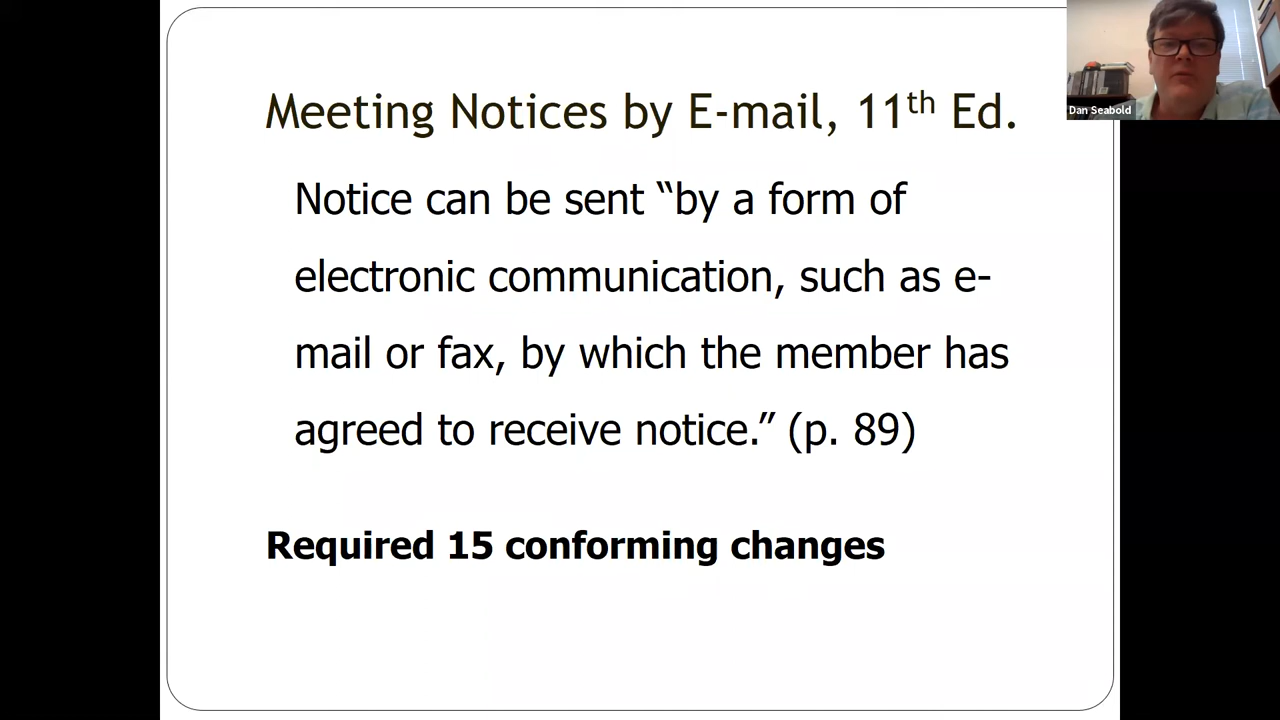 Meeting Notices by E-mail, 11th Ed.
Notice can be sent “by a form of
electronic communication, such as e-
mail or fax, by which the member has
agreed to receive notice.” (p. 89)
Required 15 conforming changes
Dan Seabold